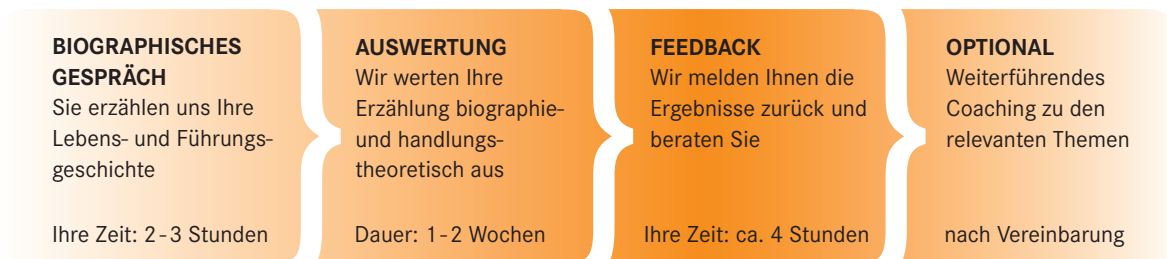 BIOGRAPHISCHES
GESPRÄCH
Sie erzählen uns Ihre
Lebens- und Führungs-
geschichte
Ihre Zeit: 2-3 Stunden
AUSWERTUNG
Wir werten Ihre
Erzählung biographie-
und handlungs-
theoretisch aus
Dauer: 1-2 Wochen
FEEDBACK
Wir melden Ihnen die
Ergebnisse zurück und
beraten Sie
Ihre Zeit: ca. 4 Stunden
OPTIONAL
Weiterführendes
Coaching zu den
relevanten Themen
nach Vereinbarung